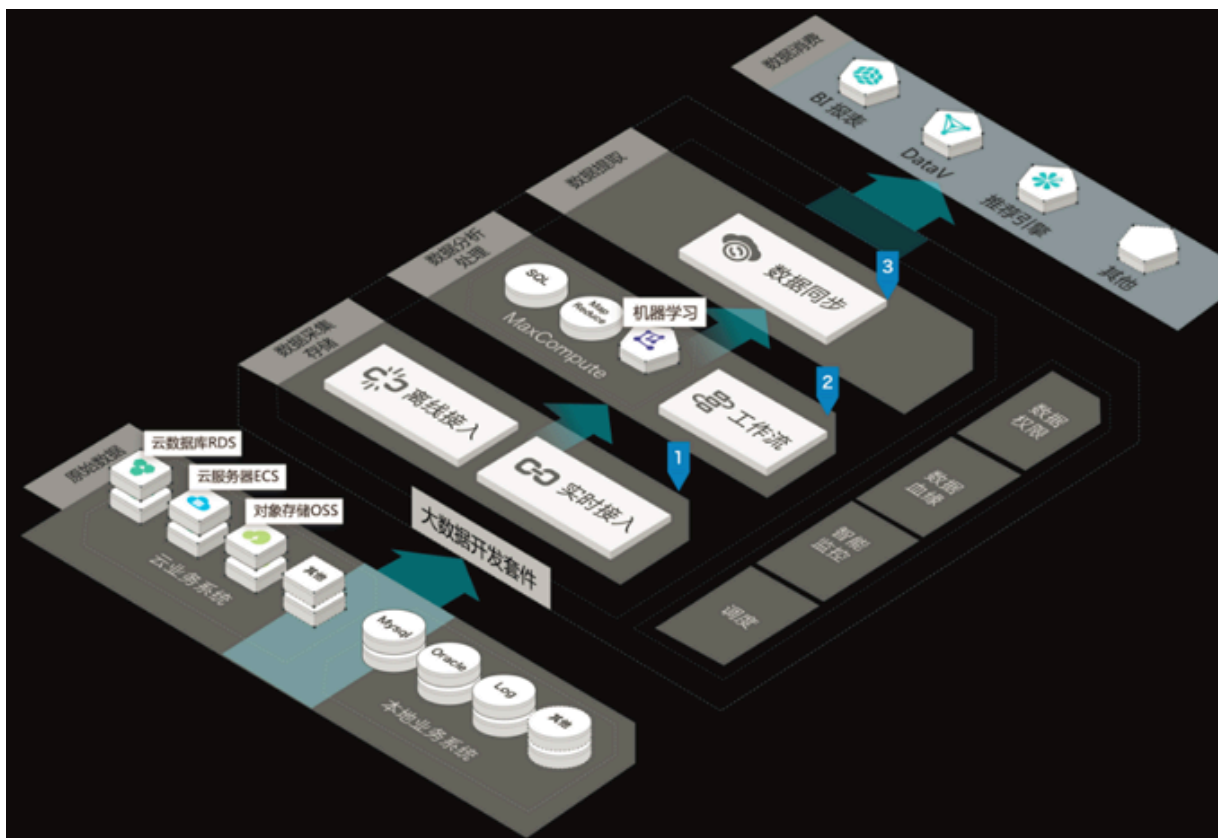 数据消费
BI 报表
DataV
推荐引擎
其他
数据提取
数据同步
3
数据分析
处理
SQL
Map
Reduce
机器学习
MaxCompute
工作流
2
数据采集
存储
离线接入
实时接入
1
大数据开发套件
原始数据
云数据库RDS
云服务器ECS
对象存储OSS
其他
云业务系统
Mysql
Oracle
Log
其他
本地业务系统
数据
权限
数据
血缘
智能
监控
调度